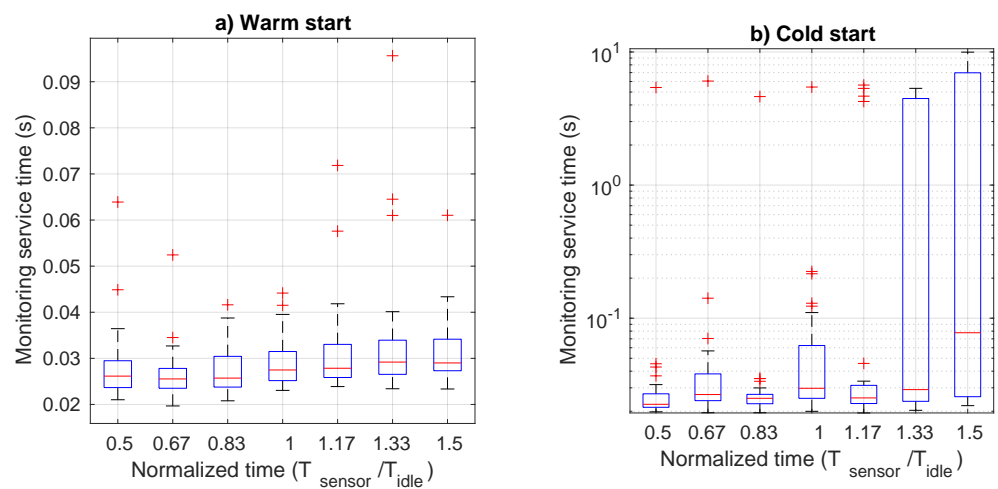 a) Warm start
Monitoring service time (s)
0.09
0.08
0.07
0.06
0.05
0.04
0.03
0.02
0.5 0.67 0.83 1 1.17 1.33 1.5
Normalized time (T sensor /T idle )
b) Cold start
Monitoring service time (s)
10^1
10^0
10^-1
0.5 0.67 0.83 1 1.17 1.33 1.5
Normalized time (T sensor /T idle )